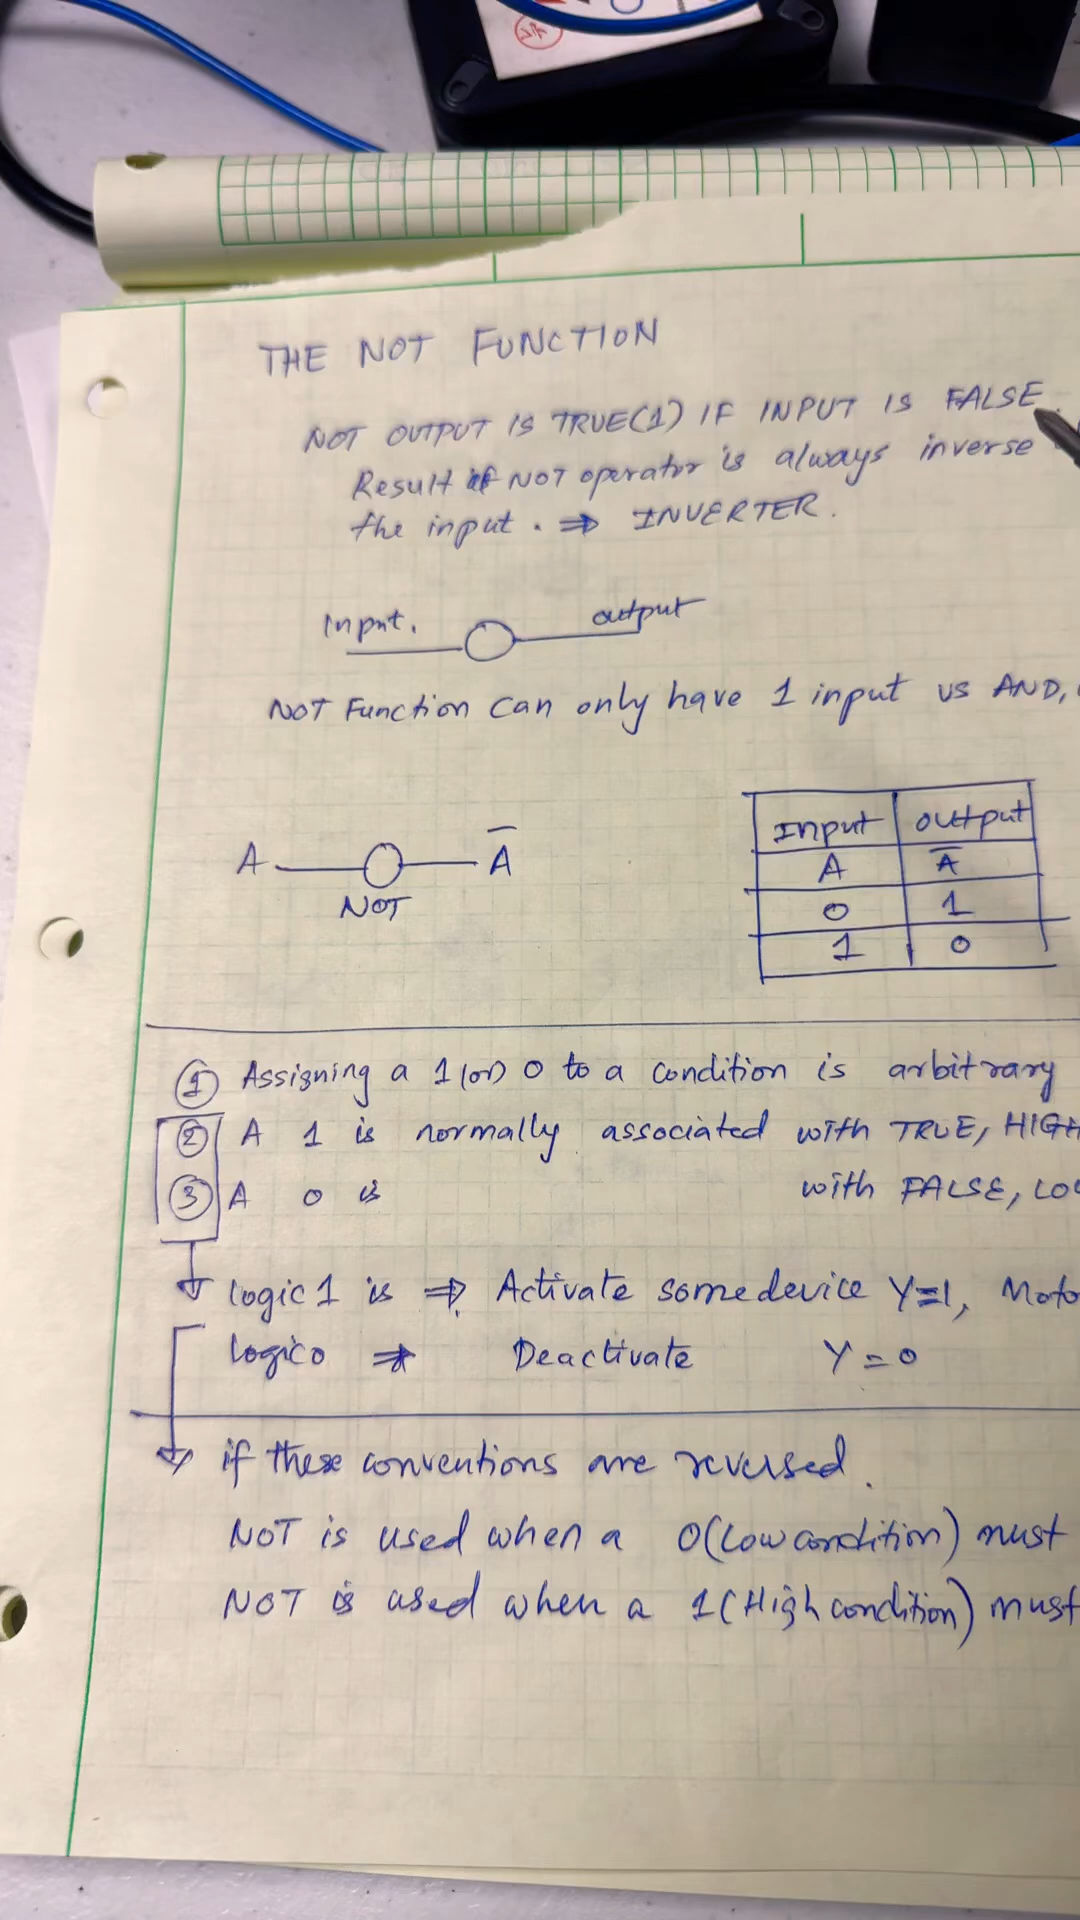 THE NOT FUNCTION
NOT OUTPUT IS TRUE(1) IF INPUT IS FALSE.
Result of NOT operator is always inverse
the input. ⇒ INVERTER.
Input. output
NOT Function can only have 1 input vs AND,
A Ā
NOT
Input output
A Ā
0 1
1 0
① Assigning a 1 (or) 0 to a condition is arbitrary
② A 1 is normally associated with TRUE, HIGH
③ A 0 is with FALSE, LOW
logic 1 is ⇒ Activate some device Y=1, Moto
logic 0 ⇒ Deactivate Y=0
if these conventions are reversed.
NOT is used when a 0(Low condition) must
NOT is used when a 1(High condition) must